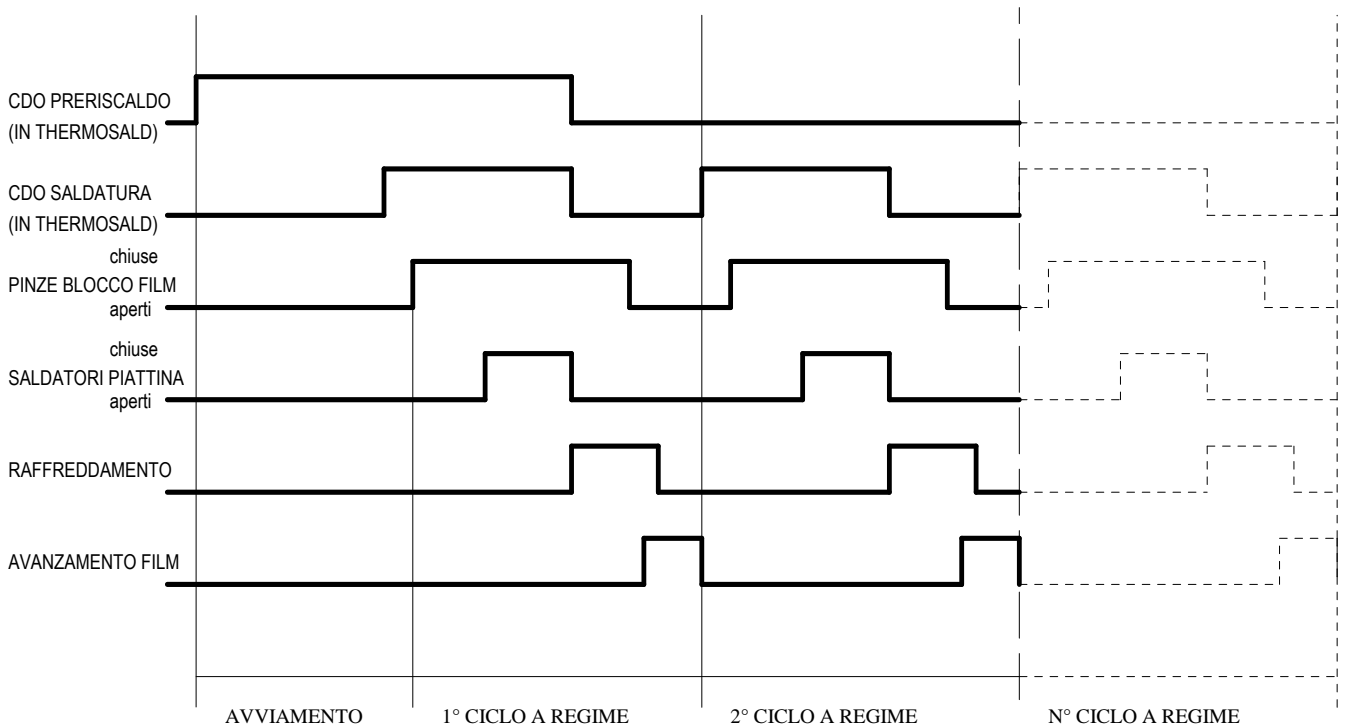 CDO PRERISCALDO
(IN THERMOSALD)
CDO SALDATURA
(IN THERMOSALD)
chiuse
PINZE BLOCCO FILM
aperti
chiuse
SALDATORI PIATTINA
aperti
RAFFREDDAMENTO
AVANZAMENTO FILM
AVVIAMENTO 1° CICLO A REGIME 2° CICLO A REGIME N° CICLO A REGIME